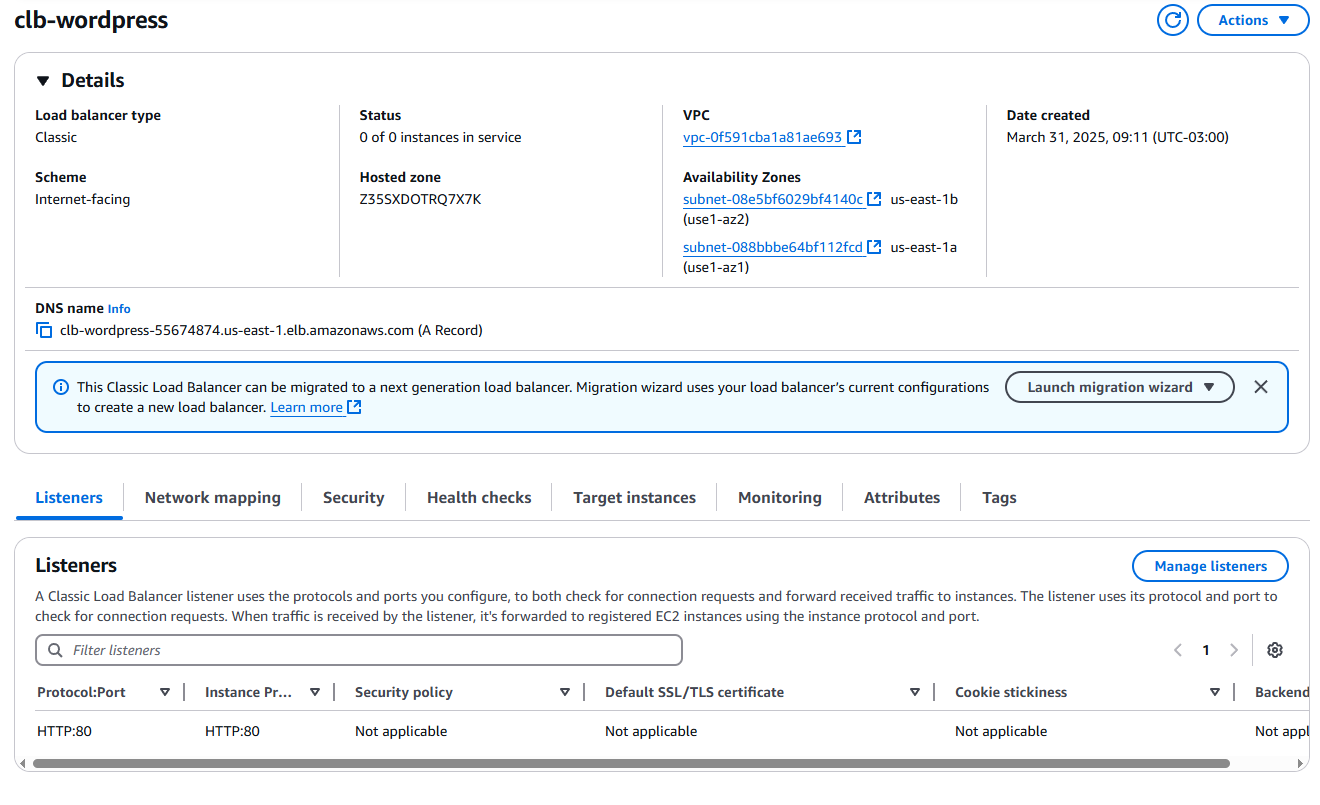 clb-wordpress
Actions
Details
Load balancer type
Classic
Status
0 of 0 instances in service
VPC
vpc-0f591cba1a81ae693
Date created
March 31, 2025, 09:11 (UTC-03:00)
Scheme
Internet-facing
Hosted zone
Z35SXDOTRQ7X7K
Availability Zones
subnet-08e5bf6029bf4140c us-east-1b
(use1-az2)
subnet-088bbbe64bf112fcd us-east-1a
(use1-az1)
DNS name Info
clb-wordpress-55674874.us-east-1.elb.amazonaws.com (A Record)
This Classic Load Balancer can be migrated to a next generation load balancer. Migration wizard uses your load balancer's current configurations
to create a new load balancer. Learn more
Launch migration wizard
Listeners
Network mapping
Security
Health checks
Target instances
Monitoring
Attributes
Tags
Listeners
Manage listeners
A Classic Load Balancer listener uses the protocols and ports you configure, to both check for connection requests and forward received traffic to instances. The listener uses its protocol and port to
check for connection requests. When traffic is received by the listener, it's forwarded to registered EC2 instances using the instance protocol and port.
Filter listeners
1
Protocol:Port
Instance Pr...
Security policy
Default SSL/TLS certificate
Cookie stickiness
Backend
HTTP:80
HTTP:80
Not applicable
Not applicable
Not applicable
Not appl